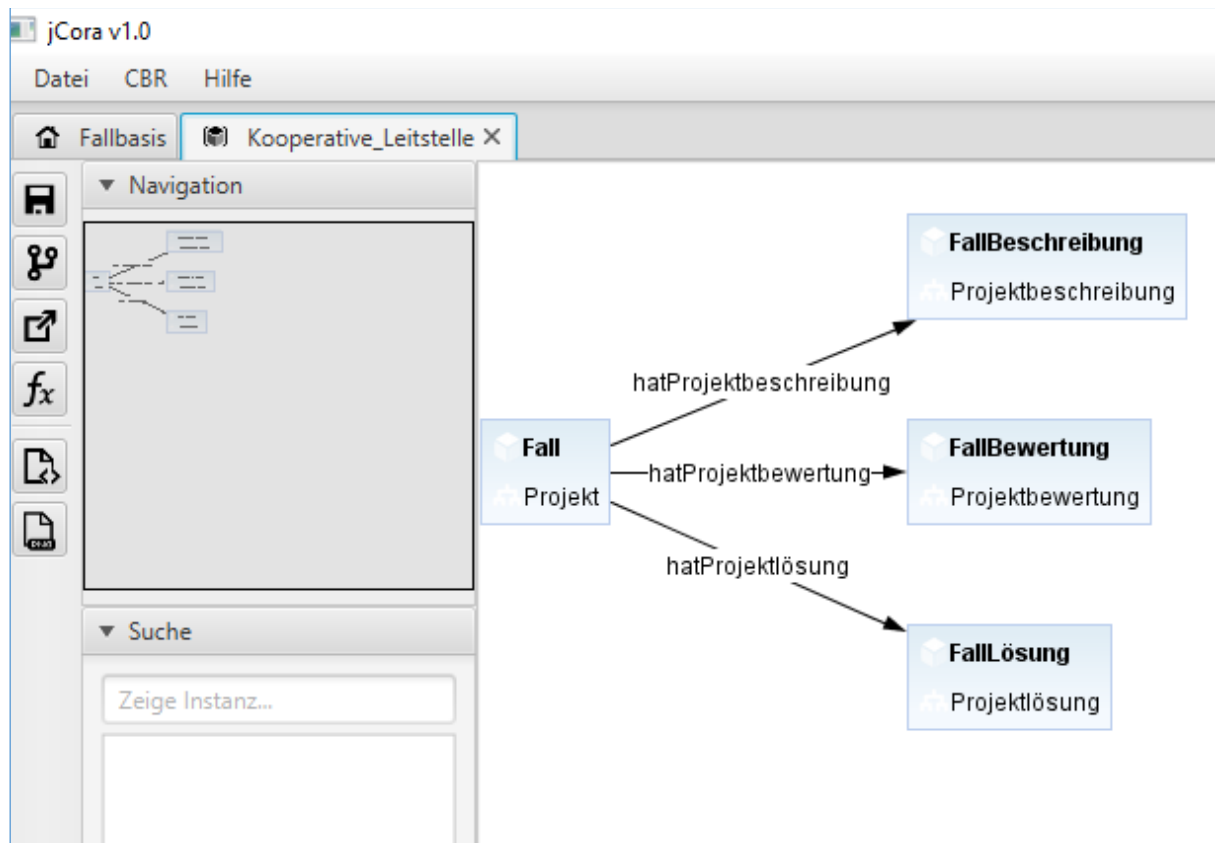 jCora v1.0
Datei CBR Hilfe
Fallbasis Kooperative_Leitstelle
Navigation
FallBeschreibung
Projektbeschreibung
hatProjektbeschreibung
Fall
Projekt
hatProjektbewertung
FallBewertung
Projektbewertung
hatProjektlösung
FallLösung
Projektlösung
fx
Suche
Zeige Instanz...